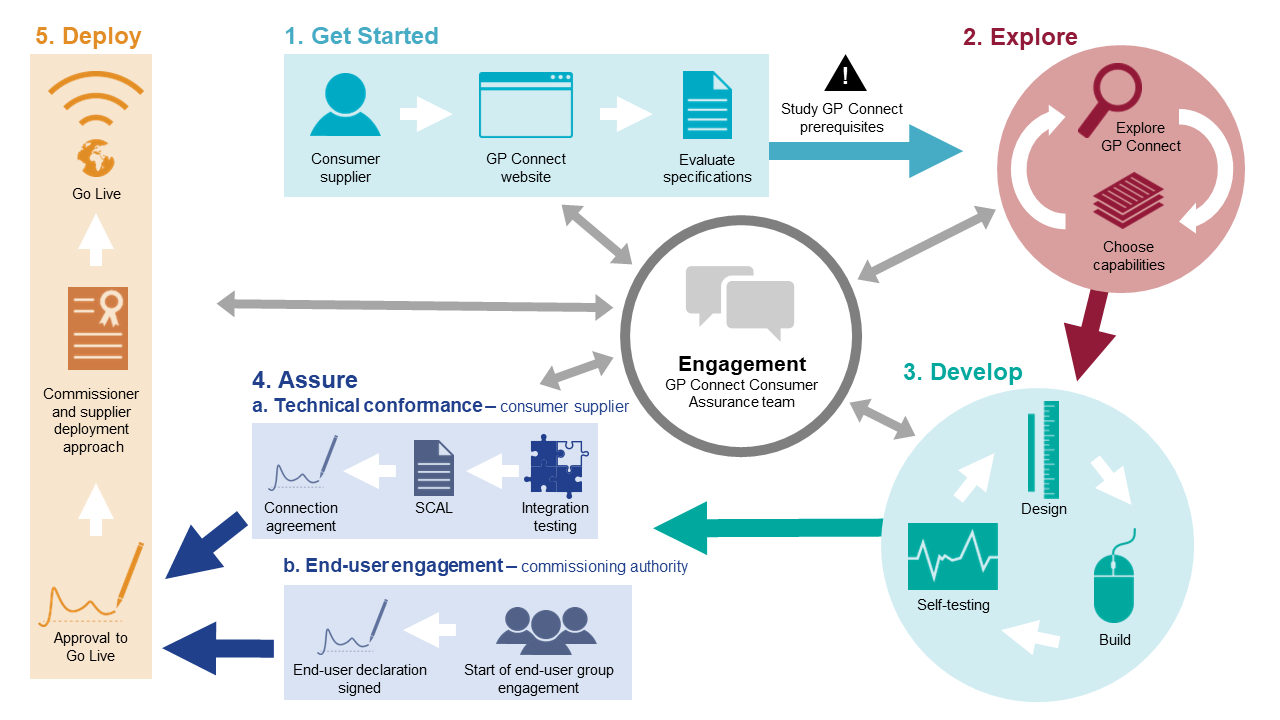 1. Get Started
Consumer
supplier
GP Connect
website
Evaluate
specifications
!
Study GP Connect
prerequisites
2. Explore
Explore
GP Connect
Choose
capabilities
3. Develop
Design
Build
Self-testing
Engagement
GP Connect Consumer
Assurance team
4. Assure
a. Technical conformance – consumer supplier
Integration
testing
SCAL
Connection
agreement
b. End-user engagement – commissioning authority
Start of end-user group
engagement
End-user declaration
signed
5. Deploy
Go Live
Commissioner
and supplier
deployment
approach
Approval to
Go Live